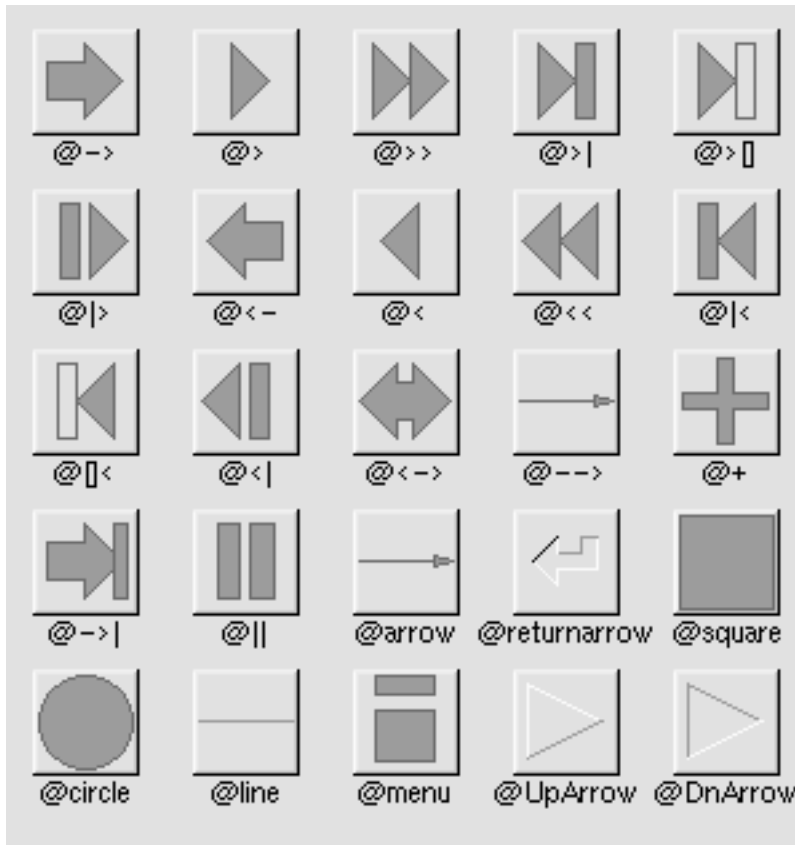 @-> @> @>> @>| @>[]
@|> @<- @< @<< @|<
@[]< @<| @<-> @--> @+
@->| @|| @arrow @returnarrow @square
@circle @line @menu @UpArrow @DnArrow